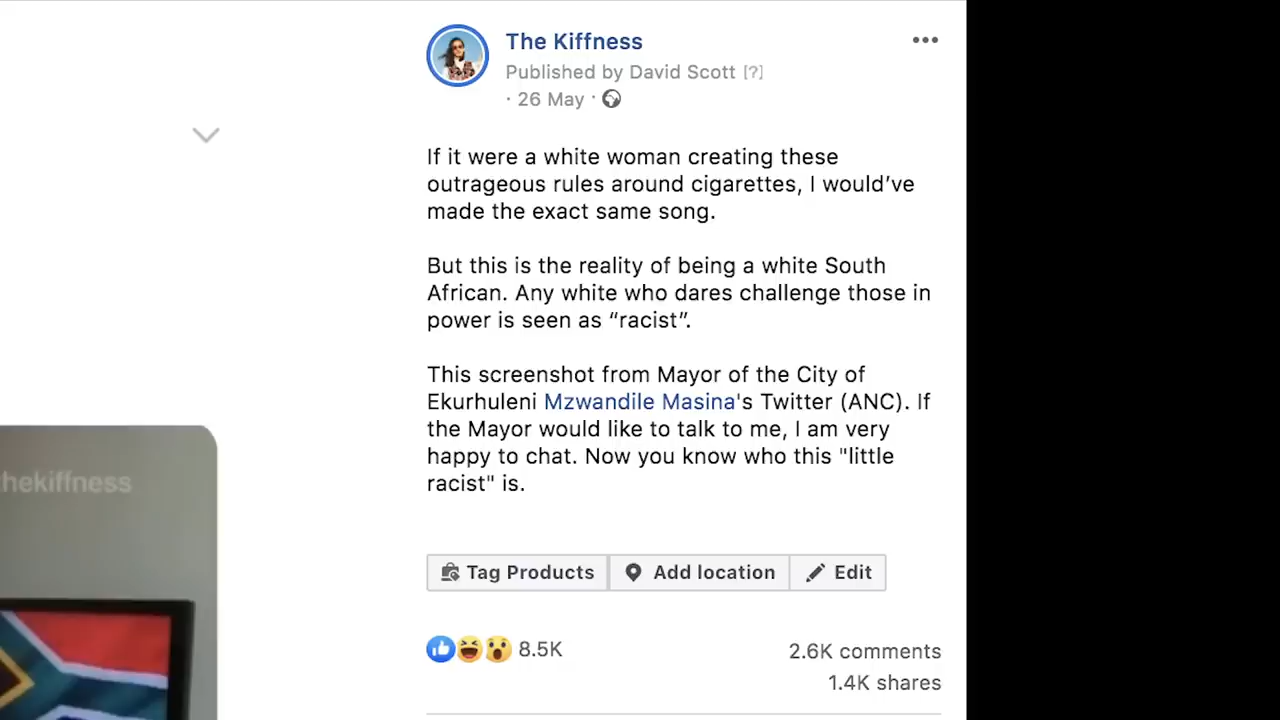 The Kiffness
Published by David Scott [?]
· 26 May ·
If it were a white woman creating these
outrageous rules around cigarettes, I would’ve
made the exact same song.
But this is the reality of being a white South
African. Any white who dares challenge those in
power is seen as “racist”.
This screenshot from Mayor of the City of
Ekurhuleni Mzwandile Masina's Twitter (ANC). If
the Mayor would like to talk to me, I am very
happy to chat. Now you know who this "little
racist" is.
hekiffness
Tag Products
Add location
Edit
8.5K
2.6K comments
1.4K shares